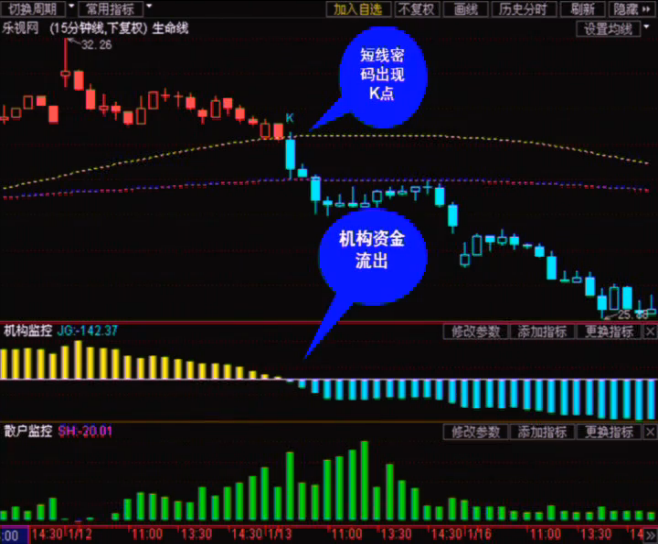 切换周期 常用指标 加入自选 不复权 画线 历史分时 刷新 隐藏
乐视网 (15分钟线,下复权) 生命线 设置均线
32.26
短线密
码出现
K点
K
机构资金
流出
机构监控 JG:-142.37 修改参数 添加指标 更换指标
散户监控 SH:-20.01 修改参数 添加指标 更换指标
:00 14:30 1/12 11:00 13:30 14:30 1/13 11:00 13:30 14:30 1/16 11:00 13:30